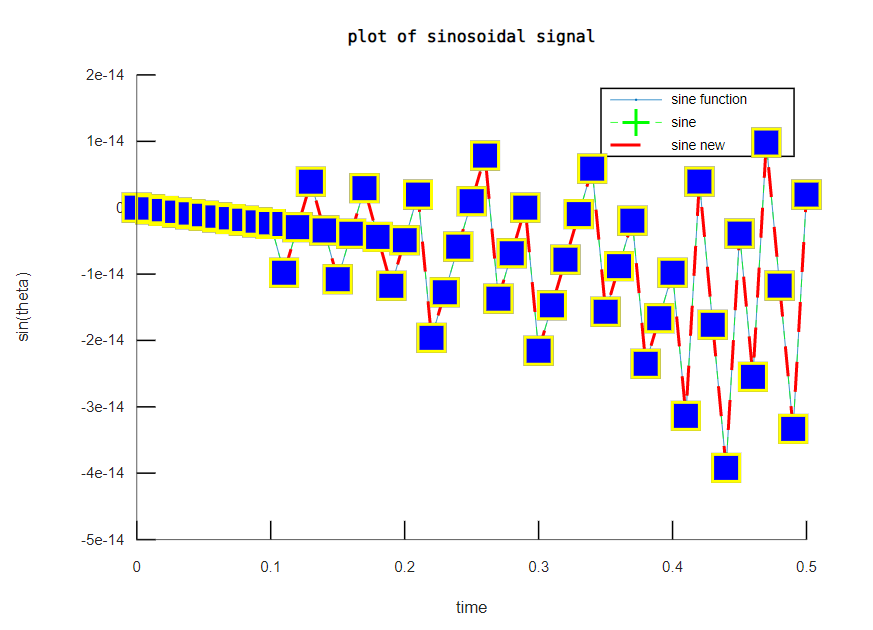 plot of sinosoidal signal
2e-14
1e-14
0
-1e-14
-2e-14
-3e-14
-4e-14
-5e-14
sin(theta)
sine function
sine
sine new
0 0.1 0.2 0.3 0.4 0.5
time